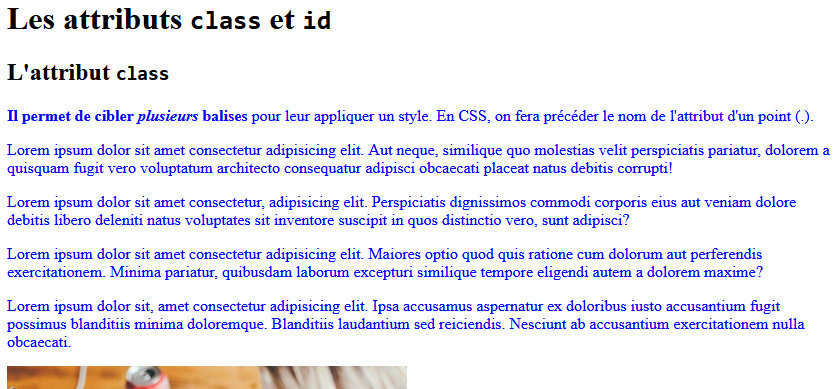 Les attributs class et id
L'attribut class
Il permet de cibler plusieurs balises pour leur appliquer un style. En CSS, on fera précéder le nom de l'attribut d'un point (.).
Lorem ipsum dolor sit amet consectetur adipisicing elit. Aut neque, similique quo molestias velit perspiciatis pariatur, dolorem a
quisquam fugit vero voluptatum architecto consequatur adipisci obcaecati placeat natus debitis corrupti!
Lorem ipsum dolor sit amet consectetur, adipisicing elit. Perspiciatis dignissimos commodi corporis eius aut veniam dolore
debitis libero deleniti natus voluptates sit inventore suscipit in quos distinctio vero, sunt adipisci?
Lorem ipsum dolor sit amet consectetur adipisicing elit. Maiores optio quod quis ratione cum dolorum aut perferendis
exercitationem. Minima pariatur, quibusdam laborum excepturi similique tempore eligendi autem a dolorem maxime?
Lorem ipsum dolor sit, amet consectetur adipisicing elit. Ipsa accusamus aspernatur ex doloribus iusto accusantium fugit
possimus blanditiis minima doloremque. Blanditiis laudantium sed reiciendis. Nesciunt ab accusantium exercitationem nulla
obcaecati.